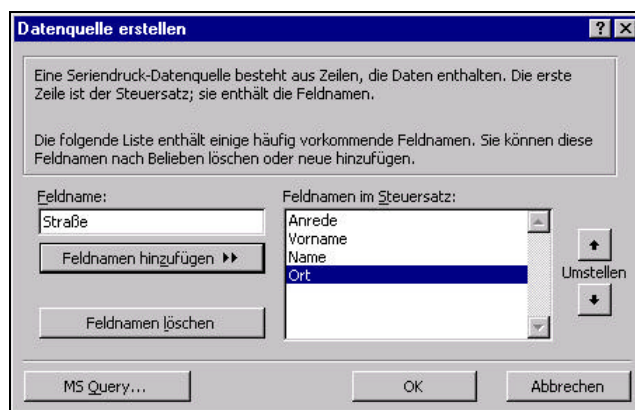 Datenquelle erstellen
Eine Seriendruck-Datenquelle besteht aus Zeilen, die Daten enthalten. Die erste
Zeile ist der Steuersatz; sie enthält die Feldnamen.
Die folgende Liste enthält einige häufig vorkommende Feldnamen. Sie können diese
Feldnamen nach Belieben löschen oder neue hinzufügen.
Feldname:
Straße
Feldnamen hinzufügen
Feldnamen löschen
Feldnamen im Steuersatz:
Anrede
Vorname
Name
Ort
Umstellen
MS Query...
OK
Abbrechen